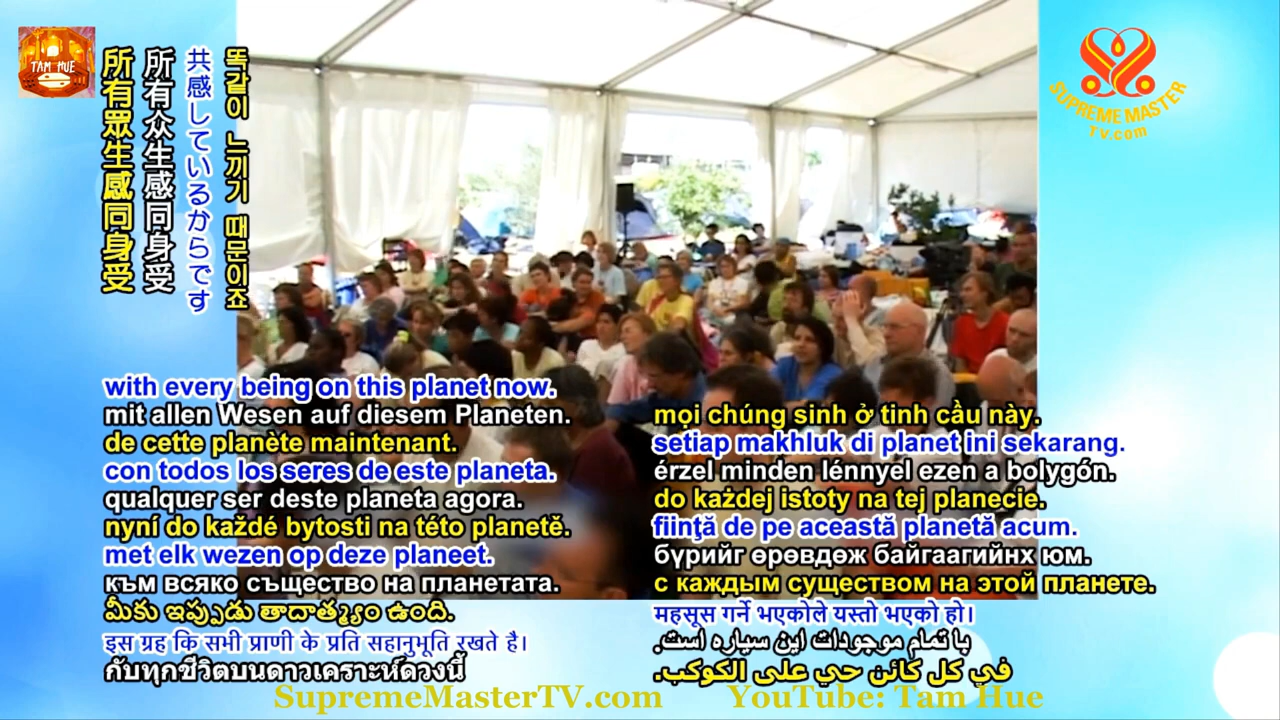 TAM HUE
所有眾生感同身受
所有众生感同身受
共感しているからです
똑같이 느끼기 때문이죠
SUPREME MASTER
TV.com
with every being on this planet now.
mit allen Wesen auf diesem Planeten.
de cette planète maintenant.
con todos los seres de este planeta.
qualquer ser deste planeta agora.
nyní do každé bytosti na této planetě.
met elk wezen op deze planeet.
към всяко същество на планетата.
మీకు ఇప్పుడు తాదాత్మ్యం ఉంది.
इस ग्रह कि सभी प्राणी के प्रति सहानुभूति रखते है।
กับทุกชีวิตบนดาวเคราะห์ดวงนี้
mọi chúng sinh ở tinh cầu này.
setiap makhluk di planet ini sekarang.
érzel minden lénnyel ezen a bolygón.
do każdej istoty na tej planecie.
fiinţă de pe această planetă acum.
бүрийг өрөвдөж байгаагийнх юм.
с каждым существом на этой планете.
महसूस गर्ने भएकोले यस्तो भएको हो।
با تمام موجودات این سیاره است.
في كل كائن حي على الكوكب.
SupremeMasterTV.com YouTube: Tam Hue